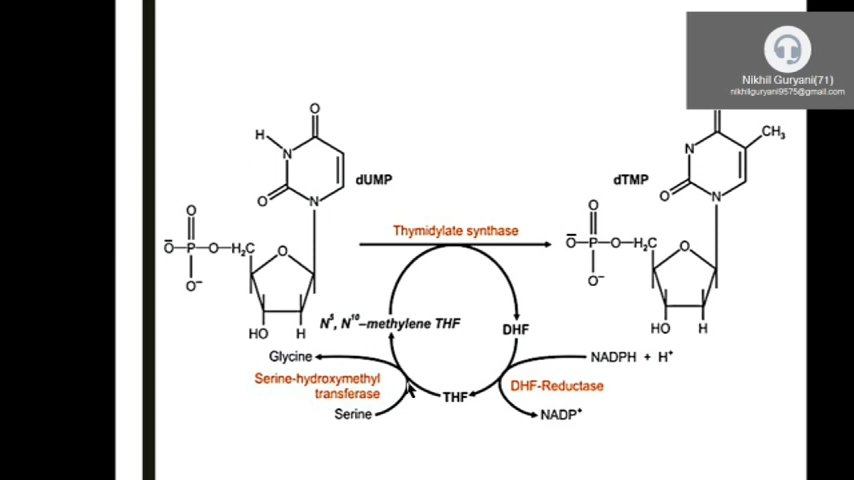 Nikhil Guryani(71)
nikhilguryani9575@gmail.com
O
H
N
O
N
dUMP
O
O–P–O–H2C
O
O–
HO
H
Thymidylate synthase
N5, N10–methylene THF
DHF
Glycine
NADPH + H+
Serine-hydroxymethyl
transferase
DHF-Reductase
THF
Serine
NADP+
CH3
N
O
N
dTMP
O
O–P–O–H2C
O
O–
HO
H